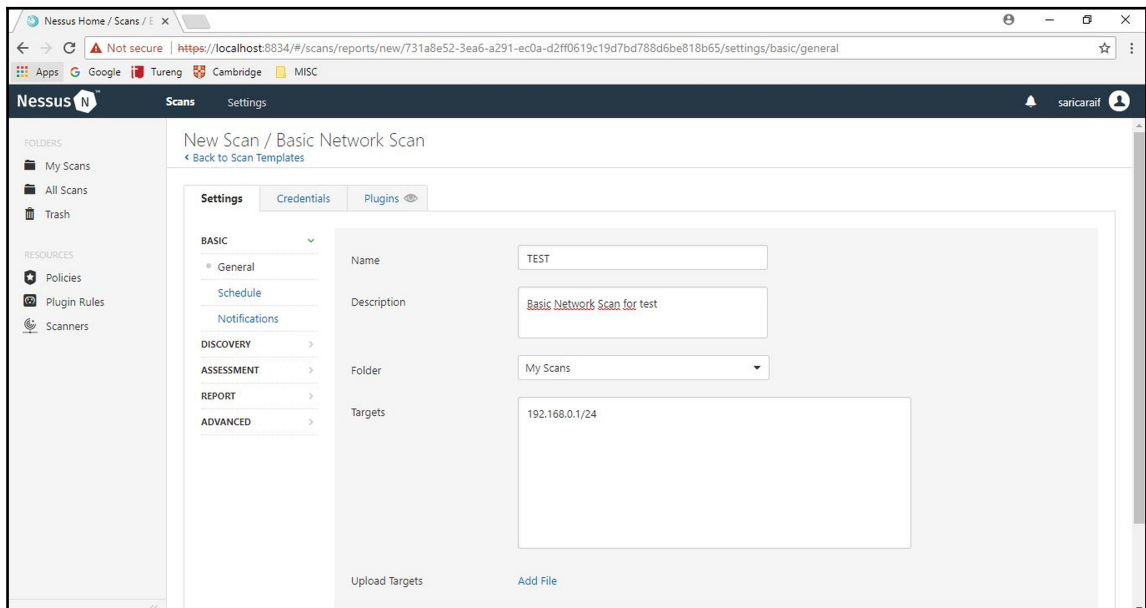 Nessus Home / Scans / E
Not secure https://localhost:8834/#/scans/reports/new/731a8e52-3ea6-a291-ec0a-d2ff0619c19d7bd788d6be818b65/settings/basic/general
Apps Google Tureng Cambridge MISC
Nessus N Scans Settings saricaraif
New Scan / Basic Network Scan
Back to Scan Templates
FOLDERS
My Scans
All Scans
Trash
RESOURCES
Policies
Plugin Rules
Scanners
Settings Credentials Plugins
BASIC
General
Schedule
Notifications
DISCOVERY
ASSESSMENT
REPORT
ADVANCED
Name TEST
Description Basic Network Scan for test
Folder My Scans
Targets 192.168.0.1/24
Upload Targets Add File